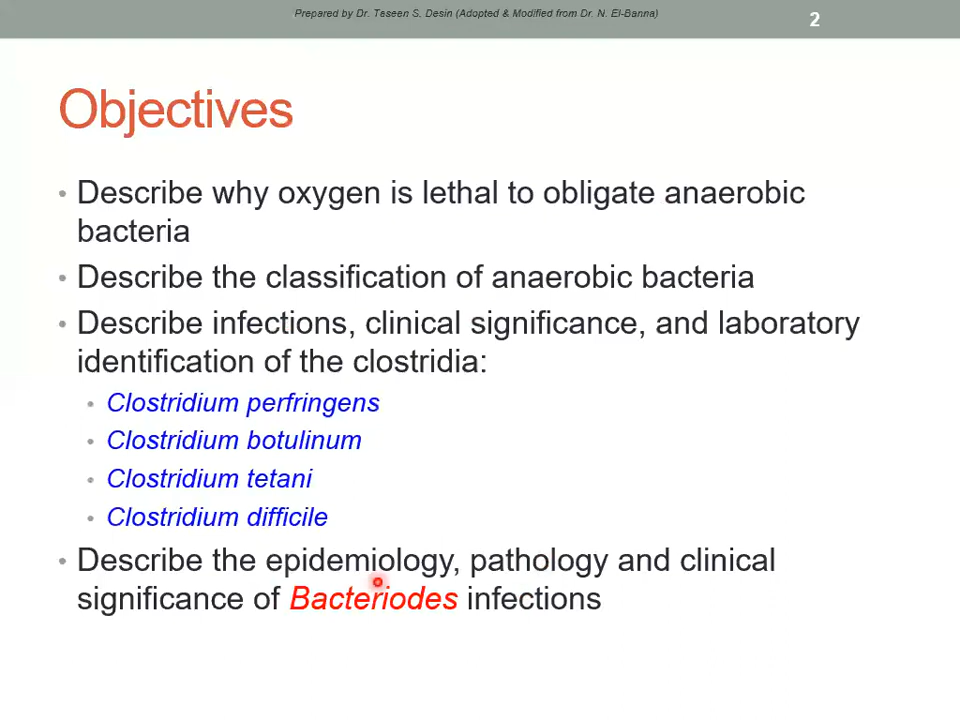 Prepared by Dr. Taseen S. Desin (Adopted & Modified from Dr. N. El-Banna)
2
Objectives
• Describe why oxygen is lethal to obligate anaerobic
bacteria
• Describe the classification of anaerobic bacteria
• Describe infections, clinical significance, and laboratory
identification of the clostridia:
• Clostridium perfringens
• Clostridium botulinum
• Clostridium tetani
• Clostridium difficile
• Describe the epidemiology, pathology and clinical
significance of Bacteriodes infections